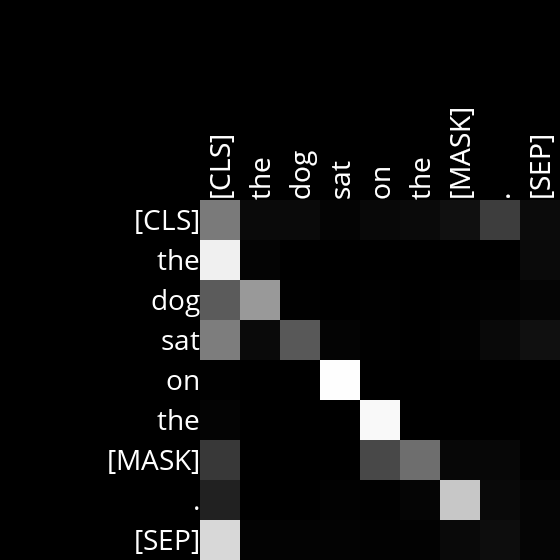 [CLS] the dog sat on the [MASK] . [SEP]
[CLS]
the
dog
sat
on
the
[MASK]
.
[SEP]